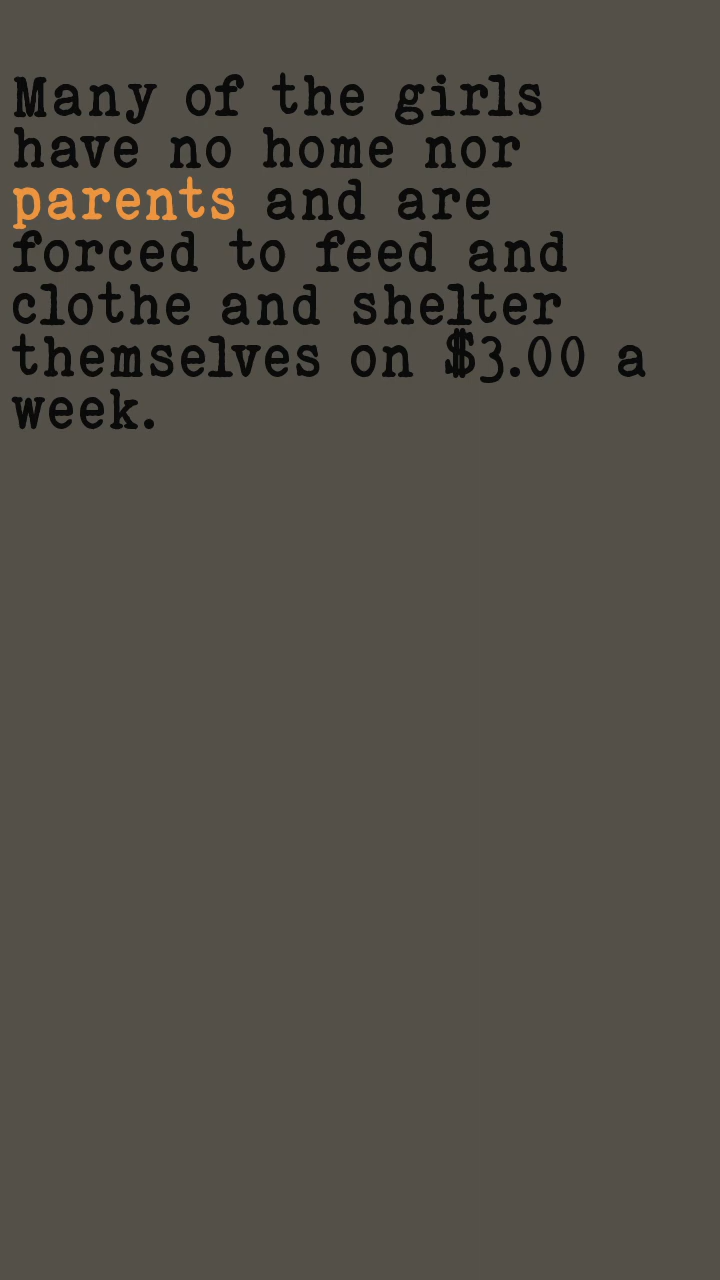 Many of the girls
have no home nor
parents and are
forced to feed and
clothe and shelter
themselves on $3.00 a
week.